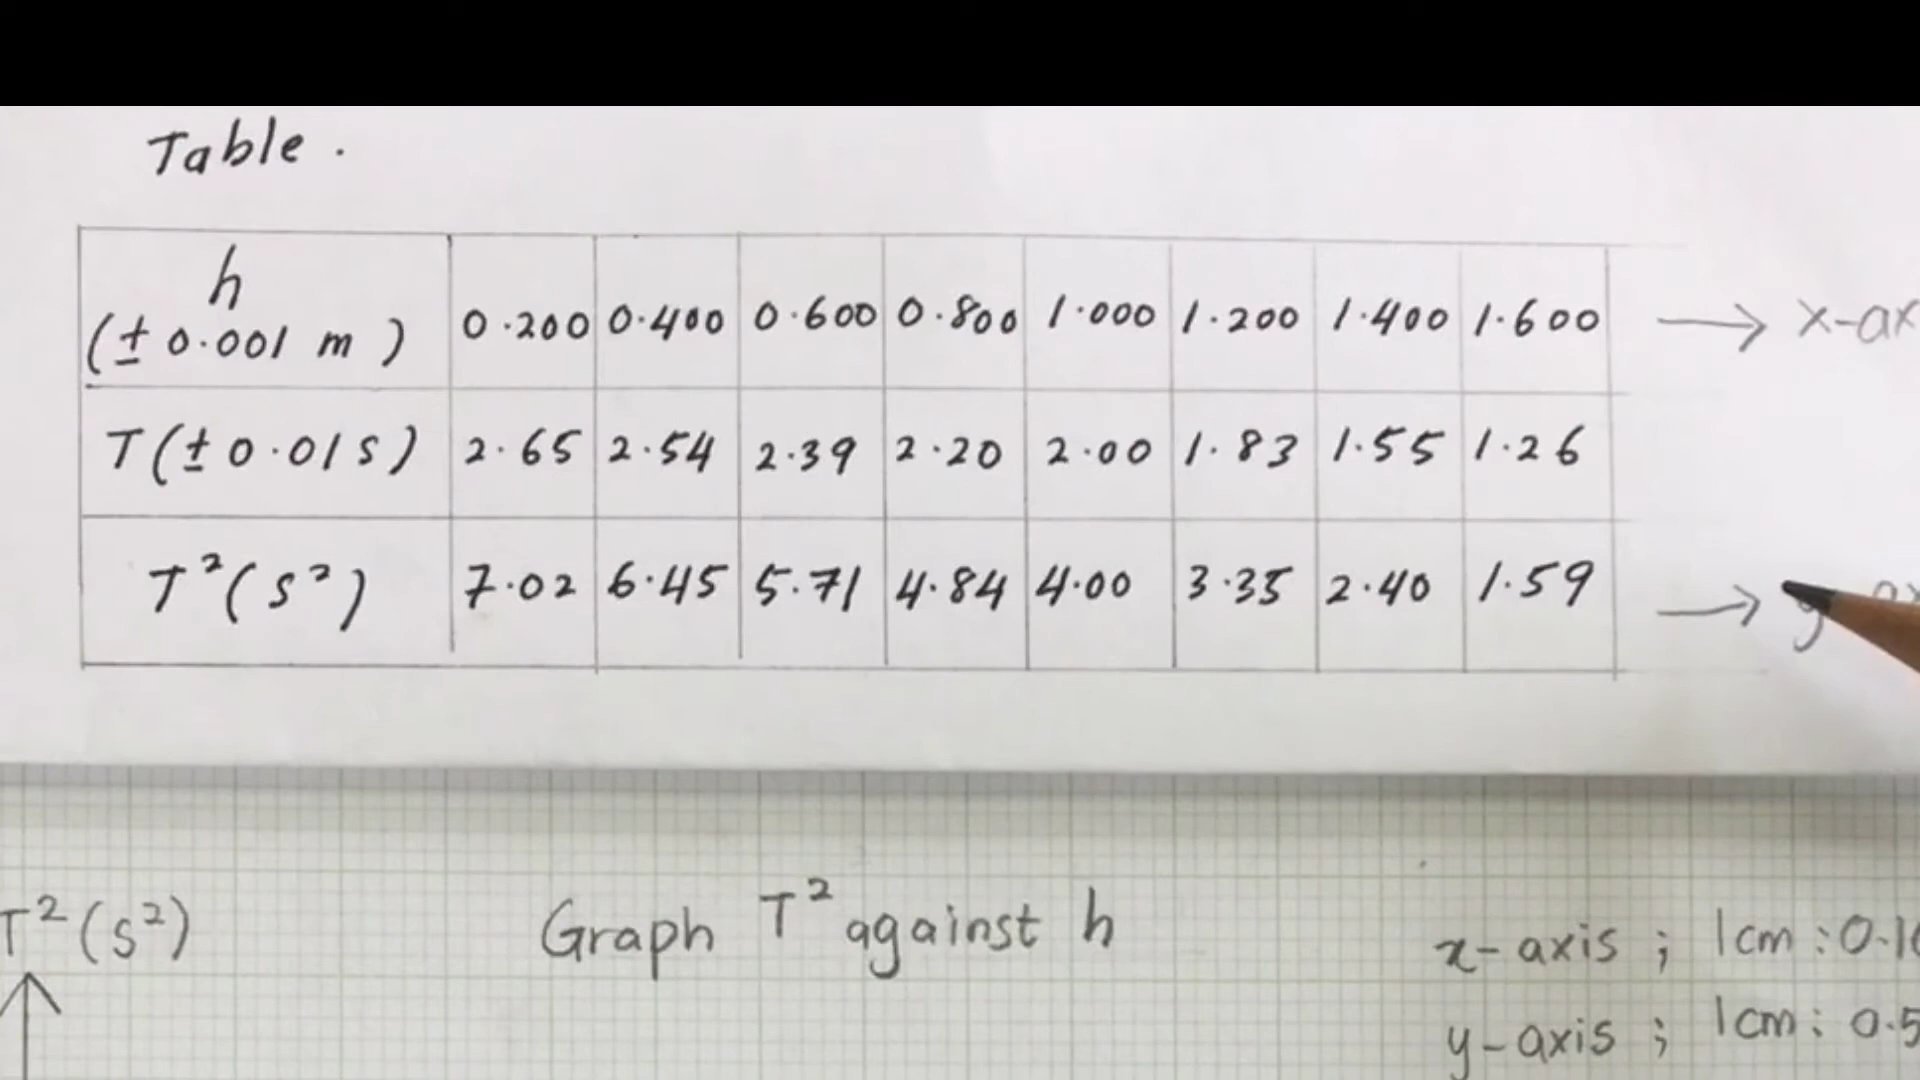 Table.
h
(± 0.001 m) 0.200 0.400 0.600 0.800 1.000 1.200 1.400 1.600 → x-ax
T(± 0.01s) 2.65 2.54 2.39 2.20 2.00 1.83 1.55 1.26
T²(s²) 7.02 6.45 5.71 4.84 4.00 3.35 2.40 1.59 → y
T²(s²)
Graph T² against h
x-axis ; 1cm : 0.1
y-axis ; 1cm : 0.5